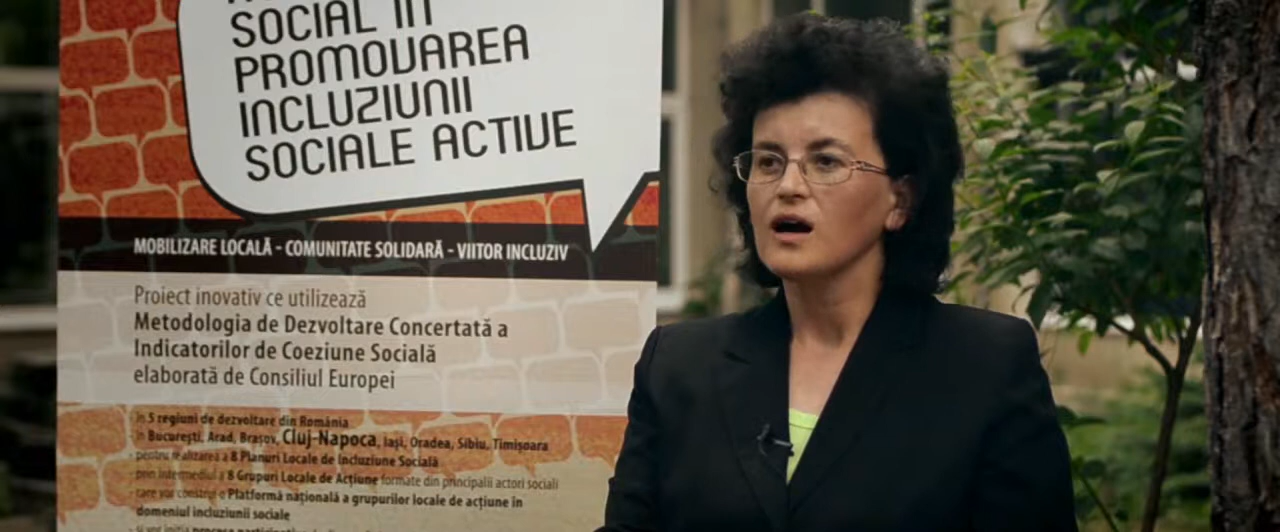 SOCIAL ÎN
PROMOVAREA
INCLUZIUNII
SOCIALE ACTIVE
MOBILIZARE LOCALĂ - COMUNITATE SOLIDARĂ - VIITOR INCLUZIV
Proiect inovativ ce utilizează
Metodologia de Dezvoltare Concertată a
Indicatorilor de Coeziune Socială
elaborată de Consiliul Europei
în 5 regiuni de dezvoltare din România
în București, Arad, Brașov, Cluj-Napoca, Iași, Oradea, Sibiu, Timișoara
- pentru realizarea a 8 Planuri Locale de Incluziune Socială
prin intermediul a 8 Grupuri Locale de Acțiune formate din principalii actori sociali
care vor construi o Platformă națională a grupurilor locale de acțiune în
domeniul incluziunii sociale